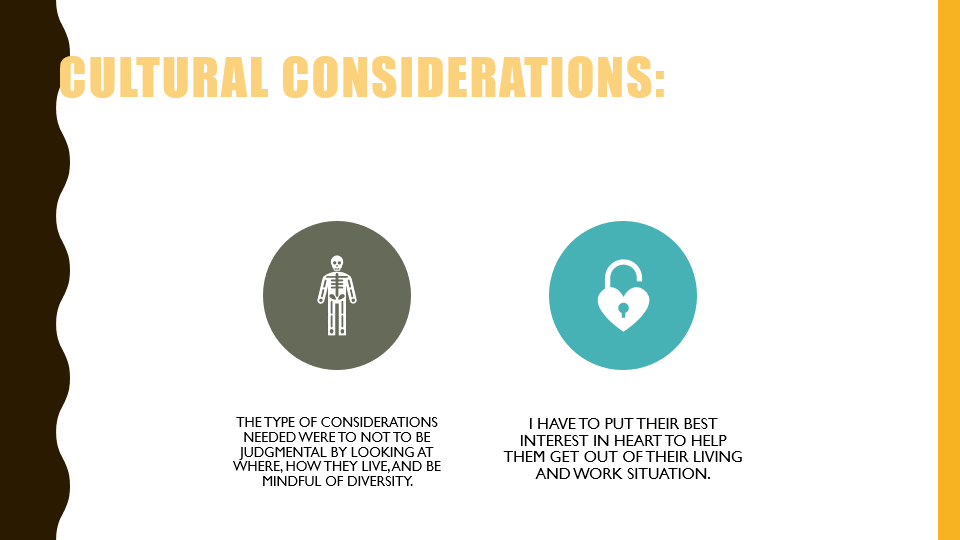 CULTURAL CONSIDERATIONS:
THE TYPE OF CONSIDERATIONS
NEEDED WERE TO NOT TO BE
JUDGMENTAL BY LOOKING AT
WHERE, HOW THEY LIVE, AND BE
MINDFUL OF DIVERSITY.
I HAVE TO PUT THEIR BEST
INTEREST IN HEART TO HELP
THEM GET OUT OF THEIR LIVING
AND WORK SITUATION.